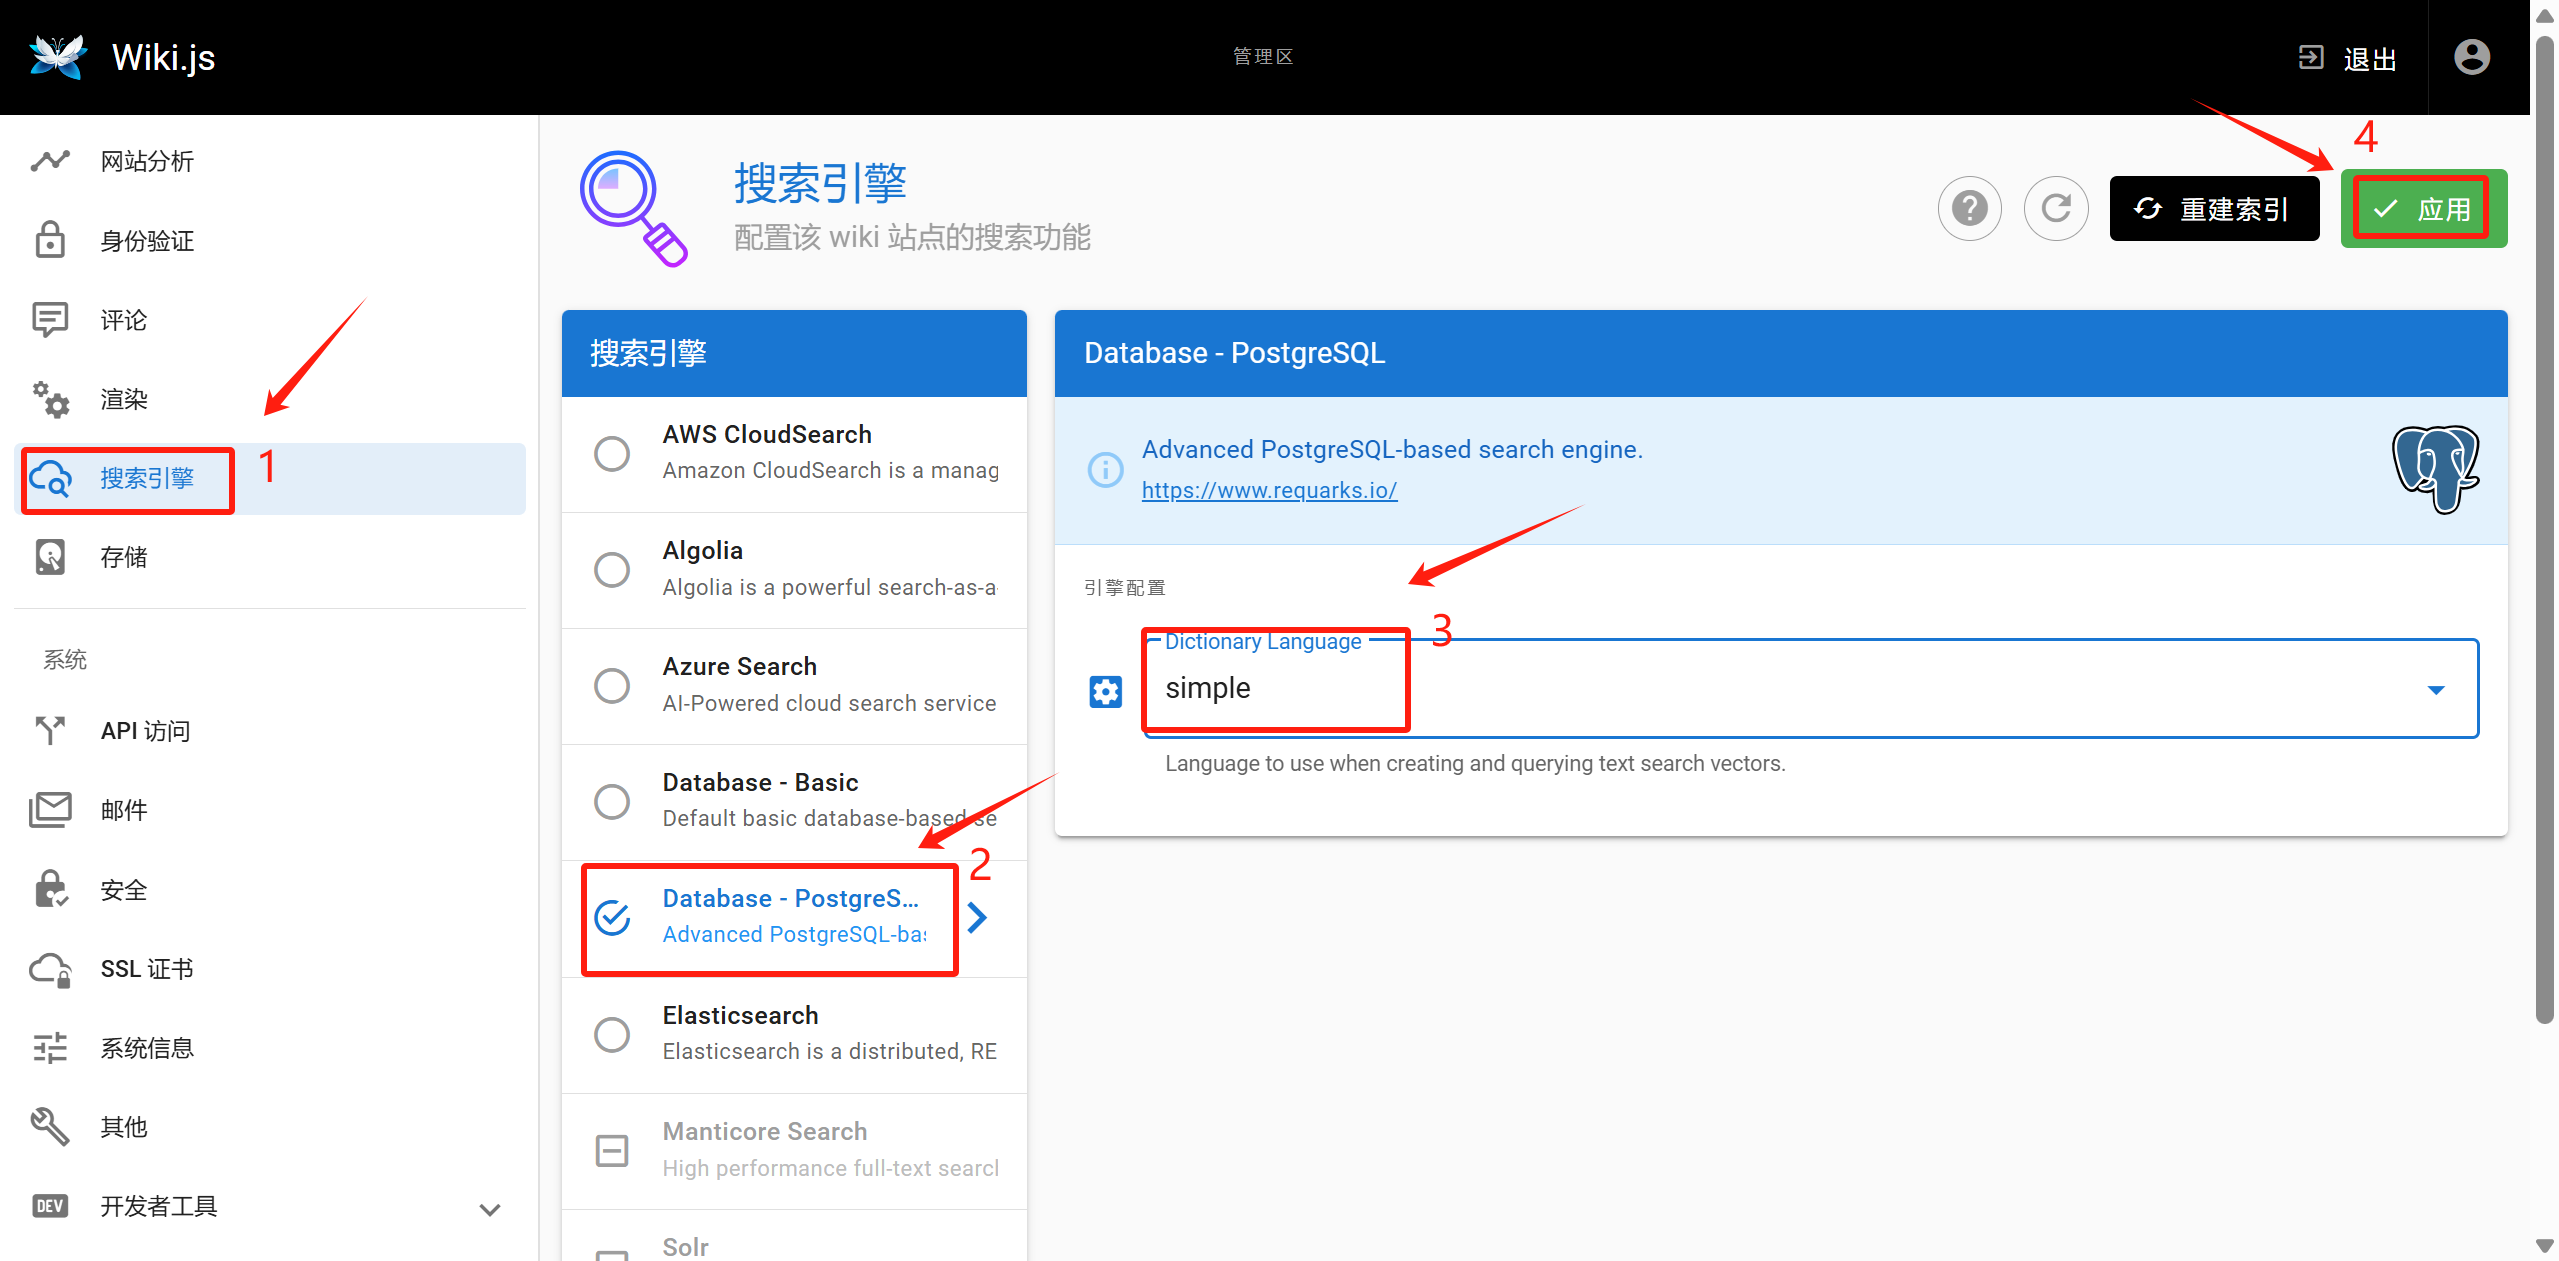 Wiki.js
管理区
退出
网站分析
身份验证
评论
渲染
搜索引擎
1
存储
系统
API 访问
邮件
安全
SSL 证书
系统信息
其他
DEV
开发者工具
搜索引擎
配置该 wiki 站点的搜索功能
重建索引
应用
4
搜索引擎
AWS CloudSearch
Amazon CloudSearch is a manag
Algolia
Algolia is a powerful search-as-a-
Azure Search
AI-Powered cloud search service
Database - Basic
Default basic database-based se
2
Database - PostgreS...
Advanced PostgreSQL-bas
Elasticsearch
Elasticsearch is a distributed, RE
Manticore Search
High performance full-text search
Solr
Database - PostgreSQL
Advanced PostgreSQL-based search engine.
https://www.requarks.io/
引擎配置
3
Dictionary Language
simple
Language to use when creating and querying text search vectors.